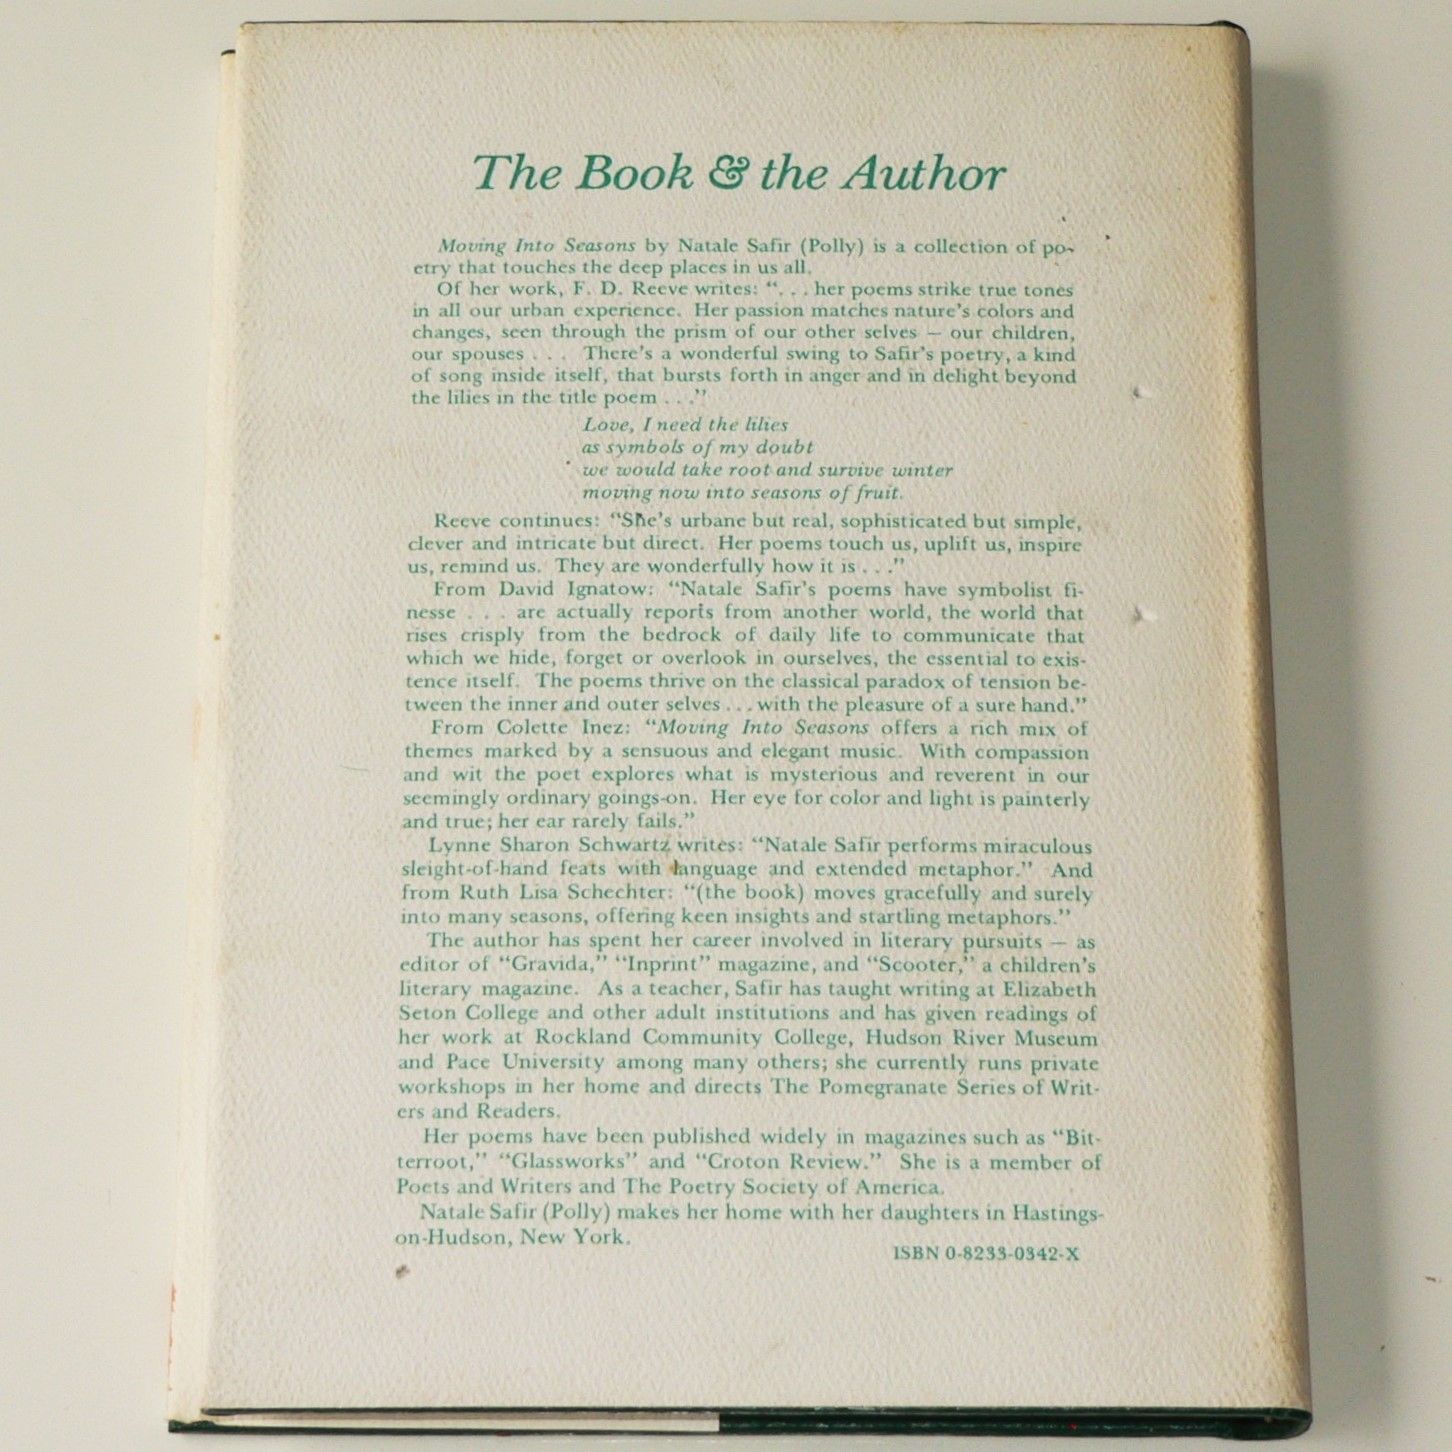 The Book & the Author
Moving Into Seasons by Natale Safir (Polly) is a collection of po-
etry that touches the deep places in us all.
Of her work, F. D. Reeve writes: “. . . her poems strike true tones
in all our urban experience. Her passion matches nature’s colors and
changes, seen through the prism of our other selves — our children,
our spouses . . . There’s a wonderful swing to Safir’s poetry, a kind
of song inside itself, that bursts forth in anger and in delight beyond
the lilies in the title poem . . .”
Love, I need the lilies
as symbols of my doubt
we would take root and survive winter
moving now into seasons of fruit.
Reeve continues: “She’s urbane but real, sophisticated but simple,
clever and intricate but direct. Her poems touch us, uplift us, inspire
us, remind us. They are wonderfully how it is . . .”
From David Ignatow: “Natale Safir’s poems have symbolist fi-
nesse . . . are actually reports from another world, the world that
rises crisply from the bedrock of daily life to communicate that
which we hide, forget or overlook in ourselves, the essential to exis-
tence itself. The poems thrive on the classical paradox of tension be-
tween the inner and outer selves . . . with the pleasure of a sure hand.”
From Colette Inez: “Moving Into Seasons offers a rich mix of
themes marked by a sensuous and elegant music. With compassion
and wit the poet explores what is mysterious and reverent in our
seemingly ordinary goings-on. Her eye for color and light is painterly
and true; her ear rarely fails.”
Lynne Sharon Schwartz writes: “Natale Safir performs miraculous
sleight-of-hand feats with language and extended metaphor.” And
from Ruth Lisa Schechter: “(the book) moves gracefully and surely
into many seasons, offering keen insights and startling metaphors.”
The author has spent her career involved in literary pursuits — as
editor of “Gravida,” “Inprint” magazine, and “Scooter,” a children’s
literary magazine. As a teacher, Safir has taught writing at Elizabeth
Seton College and other adult institutions and has given readings of
her work at Rockland Community College, Hudson River Museum
and Pace University among many others; she currently runs private
workshops in her home and directs The Pomegranate Series of Writ-
ers and Readers.
Her poems have been published widely in magazines such as “Bit-
terroot,” “Glassworks” and “Croton Review.” She is a member of
Poets and Writers and The Poetry Society of America.
Natale Safir (Polly) makes her home with her daughters in Hastings-
on-Hudson, New York.
ISBN 0-8233-0342-X